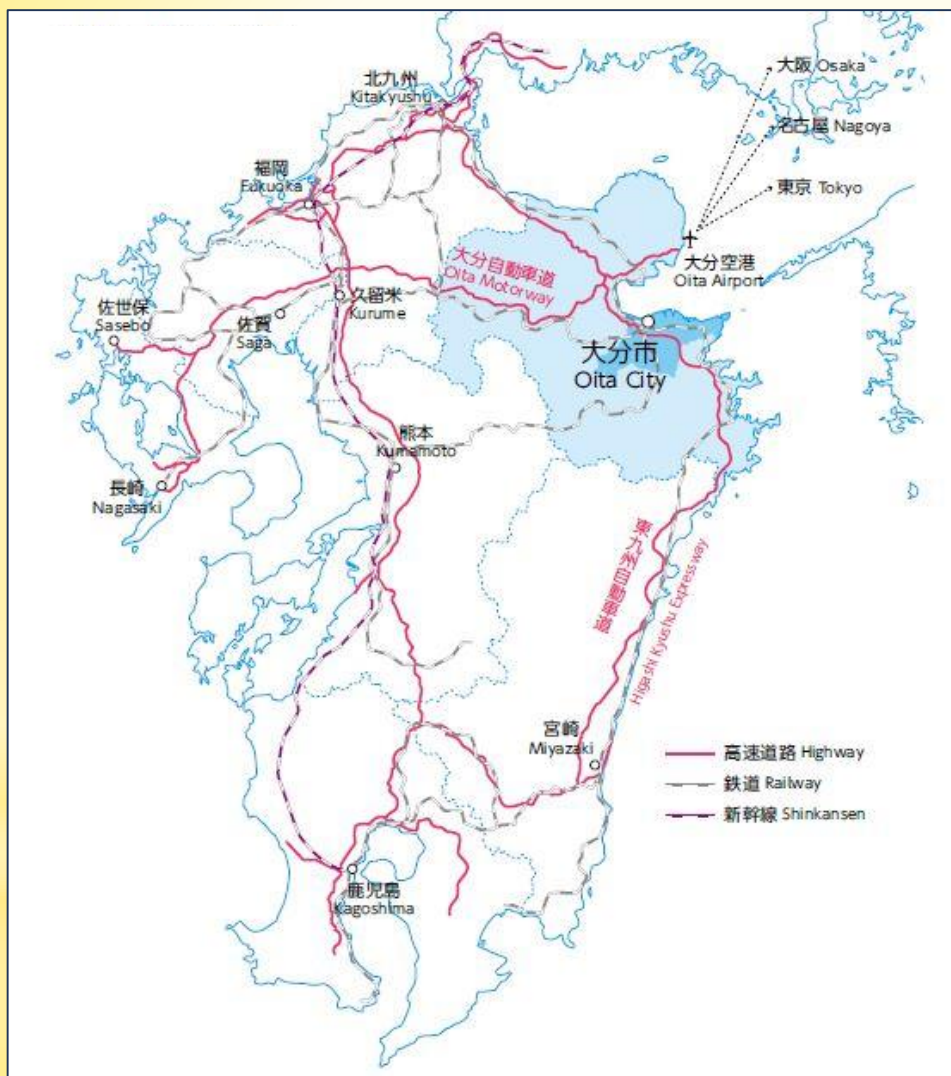 北九州
Kitakyushu
大阪 Osaka
名古屋 Nagoya
東京 Tokyo
福岡
Fukuoka
大分空港
Oita Airport
大分自動車道
Oita Motorway
佐世保
Sasebo
佐賀
Saga
久留米
Kurume
大分市
Oita City
熊本
Kumamoto
長崎
Nagasaki
東九州自動車道
Higashi Kyushu Expressway
宮崎
Miyazaki
高速道路 Highway
鉄道 Railway
新幹線 Shinkansen
鹿児島
Kagoshima